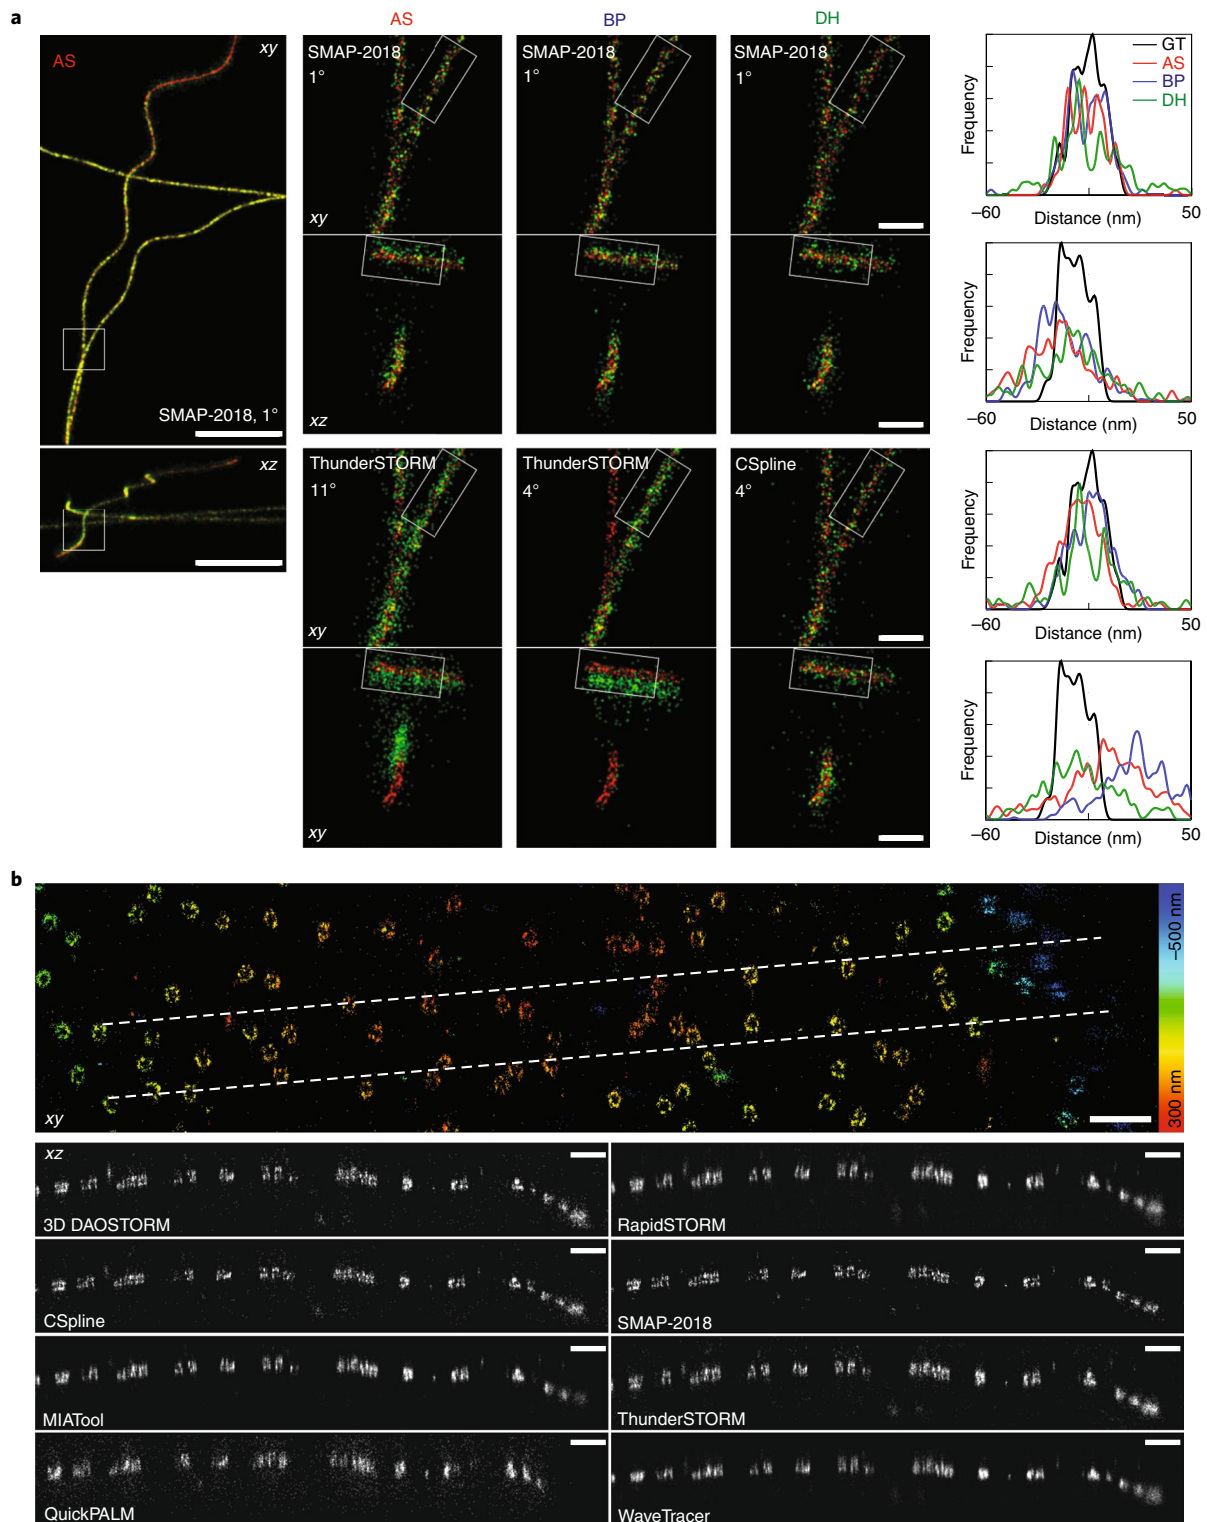 a
AS
BP
DH
AS
xy
SMAP-2018, 1°
xz
SMAP-2018
1°
xy
xz
SMAP-2018
1°
SMAP-2018
1°
ThunderSTORM
11°
xy
xy
ThunderSTORM
4°
CSpline
4°
GT
AS
BP
DH
Frequency
–60
50
Distance (nm)
Frequency
–60
50
Distance (nm)
Frequency
–60
50
Distance (nm)
Frequency
–60
50
Distance (nm)
b
xy
–500 nm
300 nm
xz
3D DAOSTORM
RapidSTORM
CSpline
SMAP-2018
MIATool
ThunderSTORM
QuickPALM
WaveTracer